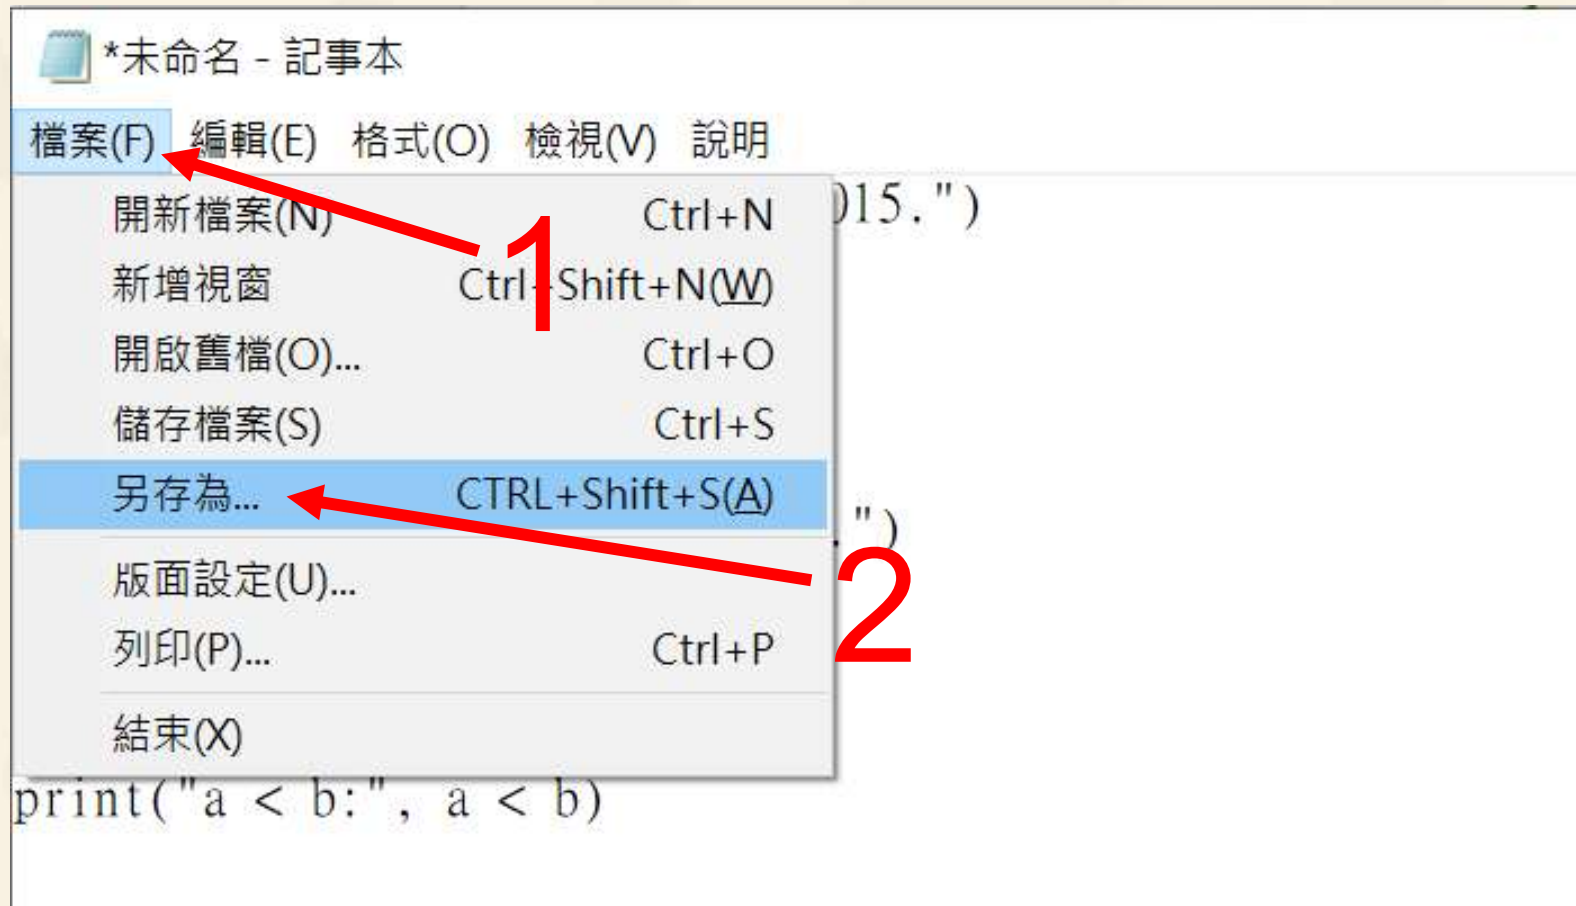 *未命名 - 記事本
檔案(F) 編輯(E) 格式(O) 檢視(V) 說明
開新檔案(N) Ctrl+N
015.")
新增視窗 Ctrl+Shift+N(W)
1
開啟舊檔(O)... Ctrl+O
儲存檔案(S) Ctrl+S
另存為... CTRL+Shift+S(A)
.")
版面設定(U)...
2
列印(P)... Ctrl+P
結束(X)
print("a < b:", a < b)